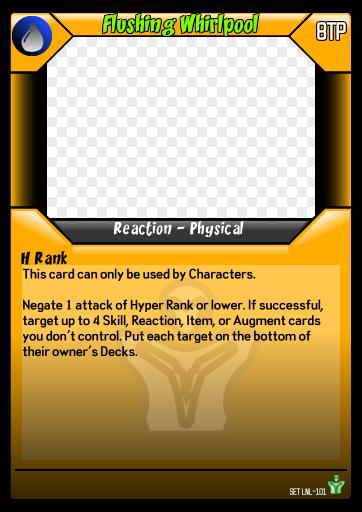 Flushing Whirlpool
8TP
Reaction - Physical
H Rank
This card can only be used by Characters.
Negate 1 attack of Hyper Rank or lower. If successful,
target up to 4 Skill, Reaction, Item, or Augment cards
you don't control. Put each target on the bottom of
their owner's Decks.
SET LNL-101